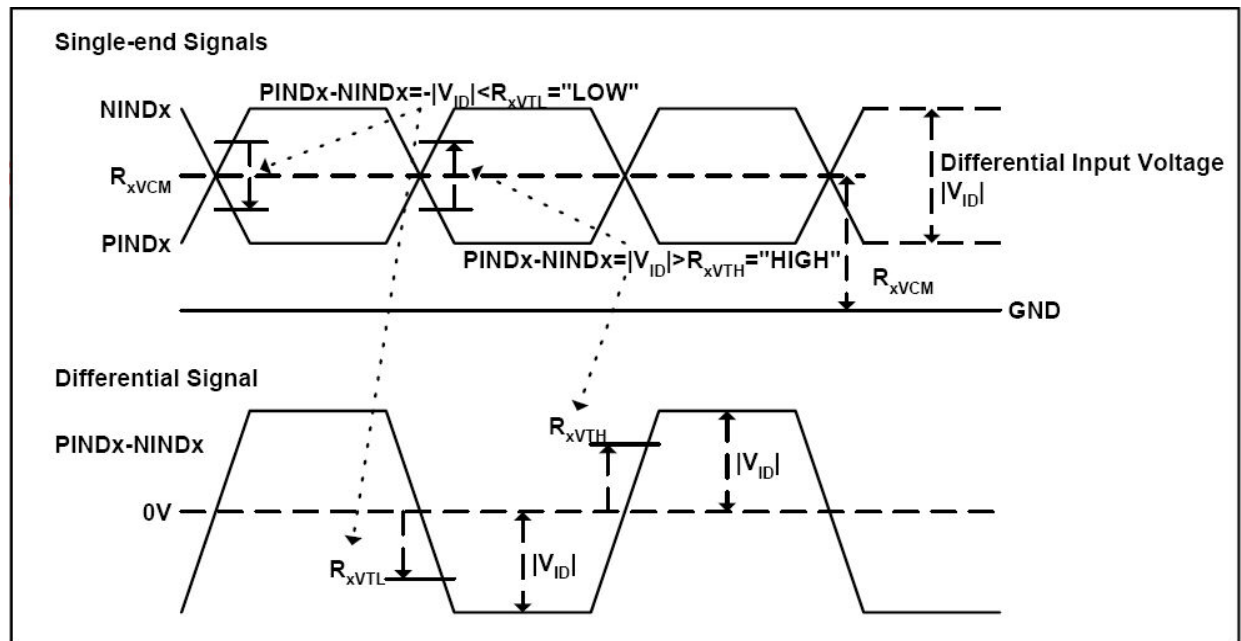 Single-end Signals
PINDx-NINDx=-|VID|<RxVTL="LOW"
NINDx
RxVCM
Differential Input Voltage
|VID|
PINDx
PINDx-NINDx=|VID|>RxVTH="HIGH"
RxVCM
GND
Differential Signal
PINDx-NINDx
RxVTH
|VID|
0V
RxVTL
|VID|